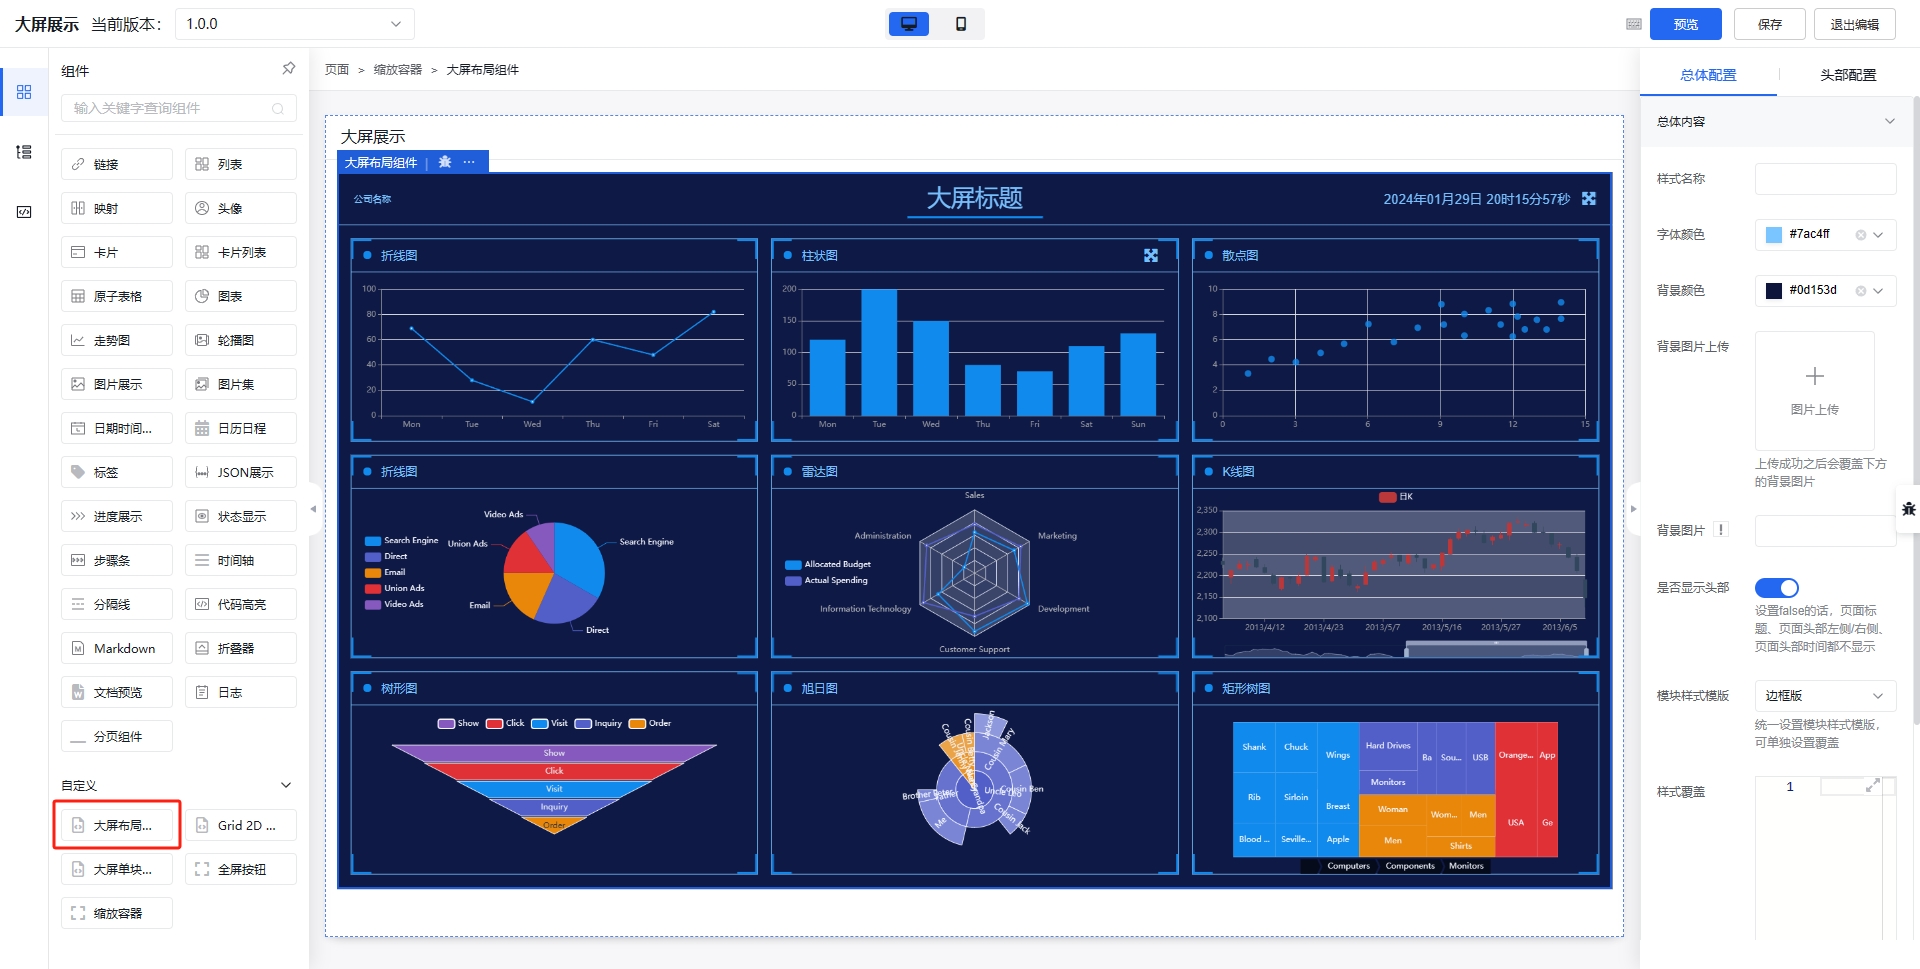 大屏展示 当前版本： 1.0.0
预览
保存
退出编辑
组件
输入关键字查询组件
链接
列表
映射
头像
卡片
卡片列表
原子表格
图表
走势图
轮播图
图片展示
图片集
日期时间...
日历日程
标签
JSON展示
进度展示
状态显示
步骤条
时间轴
分隔线
代码高亮
Markdown
折叠器
文档预览
日志
分页组件
自定义
大屏布局...
Grid 2D ...
大屏单块...
全屏按钮
缩放容器
页面 > 缩放容器 > 大屏布局组件
大屏展示
大屏布局组件
公司名称
大屏标题
2024年01月29日 20时15分57秒
折线图
100
80
60
40
20
0
Mon Tue Wed Thu Fri Sat
柱状图
200
150
100
50
0
Mon Tue Wed Thu Fri Sat Sun
散点图
10
8
6
4
2
0
0 3 6 9 12 15
折线图
Search Engine
Direct
Email
Union Ads
Video Ads
Video Ads
Union Ads
Search Engine
Email
Direct
雷达图
Allocated Budget
Actual Spending
Sales
Administration
Marketing
Information Technology
Development
Customer Support
K线图
日K
2,350
2,300
2,250
2,200
2,150
2,100
2013/4/12 2013/4/23 2013/5/7 2013/5/16 2013/5/27 2013/6/5
树形图
Show Click Visit Inquiry Order
Show
Click
Visit
Inquiry
Order
旭日图
Jackson
Cousin Mary
Cousin Ben
Uncle Leo
Cousin Jack
Grandpa
Father
Brother Peter
Me
矩形树图
Shank
Chuck
Wings
Rib
Sirloin
Breast
Blood ...
Seville...
Apple
Hard Drives
Monitors
Ba
Sou...
USB
Woman
Men
Wom...
Men
Shirts
Orange...
App
USA
Ge
Computers
Components
Monitors
总体配置
头部配置
总体内容
样式名称
字体颜色
#7ac4ff
背景颜色
#0d153d
背景图片上传
图片上传
上传成功之后会覆盖下方
的背景图片
背景图片
是否显示头部
设置false的话，页面标
题、页面头部左侧/右侧、
页面头部时间都不显示
模块样式模版
边框版
统一设置模块样式模版，
可单独设置覆盖
样式覆盖
1